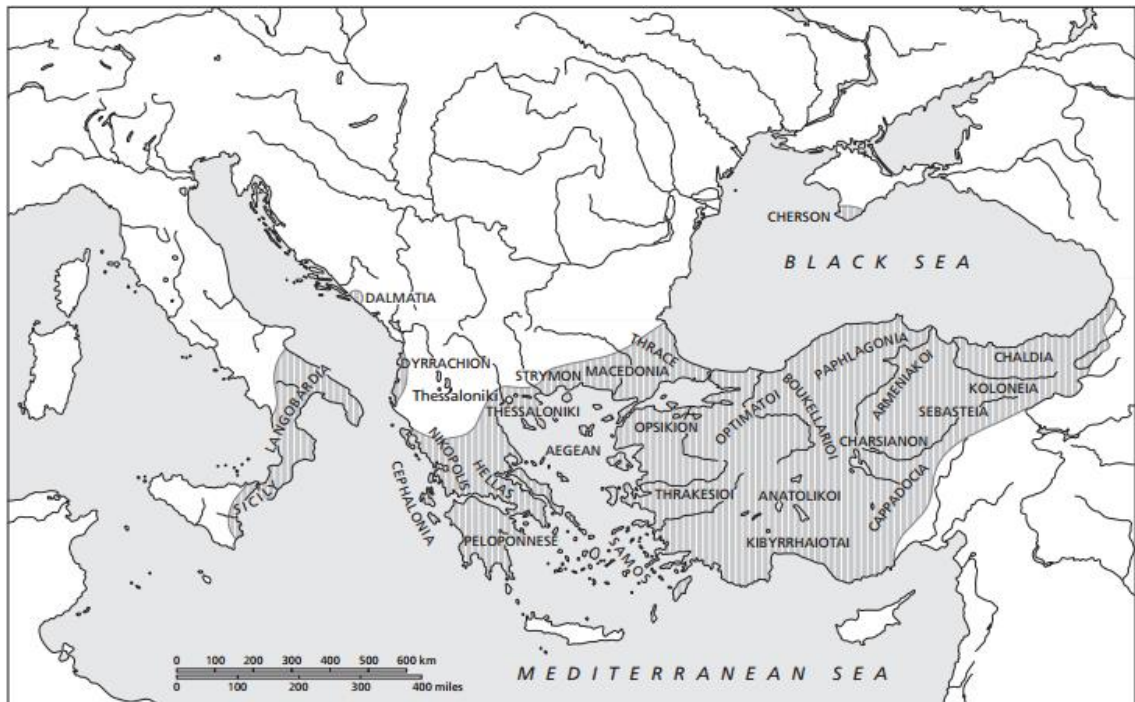 CHERSON
BLACK SEA
DALMATIA
THRACE
PAPHLAGONIA
DYRRACHION
STRYMON
MACEDONIA
CHALDIA
Thessaloniki
ARMENIAKOI
KOLONEIA
LANGOBARDIA
THESSALONIKI
OPSIKION
OPTIMATOI
BOUKELLARIOI
SEBASTEIA
NIKOPOLIS
AEGEAN
CHARSIANON
HELLAS
CEPHALONIA
SICILY
THRAKESIOI
ANATOLIKOI
CAPPADOCIA
PELOPONNESE
SAMOS
KIBYRRHAIOTAI
0 100 200 300 400 500 600 km
0 100 200 300 400 miles
MEDITERRANEAN SEA